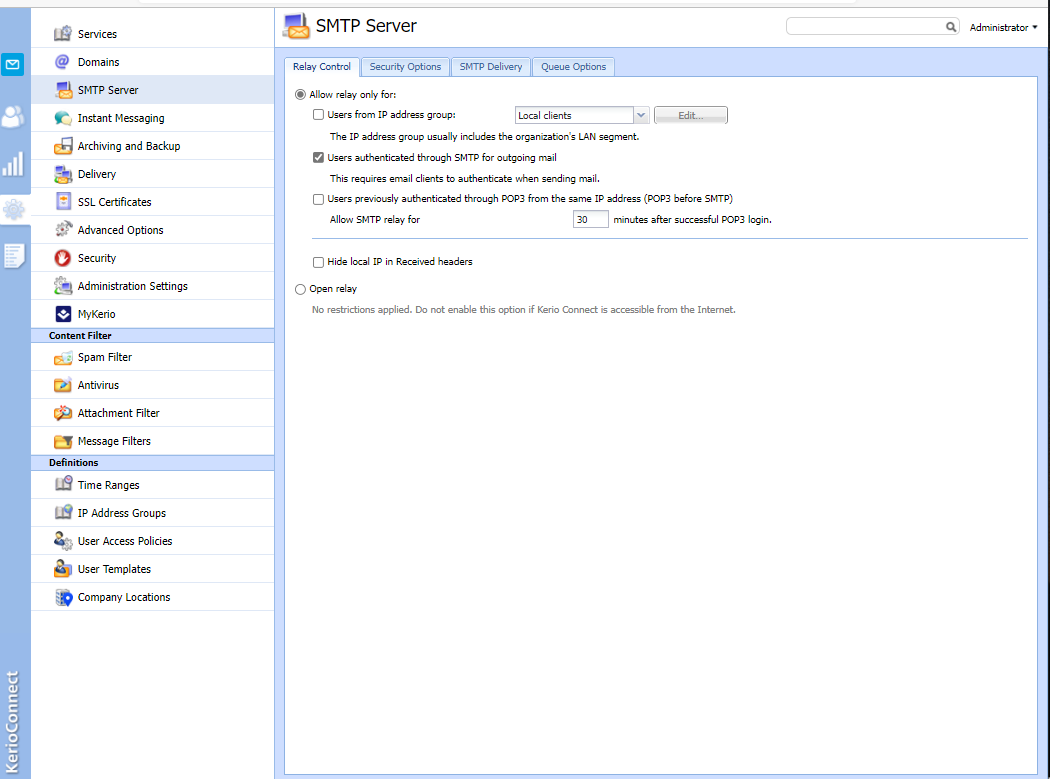 SMTP Server
Administrator
Services
Domains
SMTP Server
Instant Messaging
Archiving and Backup
Delivery
SSL Certificates
Advanced Options
Security
Administration Settings
MyKerio
Content Filter
Spam Filter
Antivirus
Attachment Filter
Message Filters
Definitions
Time Ranges
IP Address Groups
User Access Policies
User Templates
Company Locations
KerioConnect
Relay Control Security Options SMTP Delivery Queue Options
Allow relay only for:
Users from IP address group: Local clients Edit...
The IP address group usually includes the organization's LAN segment.
Users authenticated through SMTP for outgoing mail
This requires email clients to authenticate when sending mail.
Users previously authenticated through POP3 from the same IP address (POP3 before SMTP)
Allow SMTP relay for 30 minutes after successful POP3 login.
Hide local IP in Received headers
Open relay
No restrictions applied. Do not enable this option if Kerio Connect is accessible from the Internet.